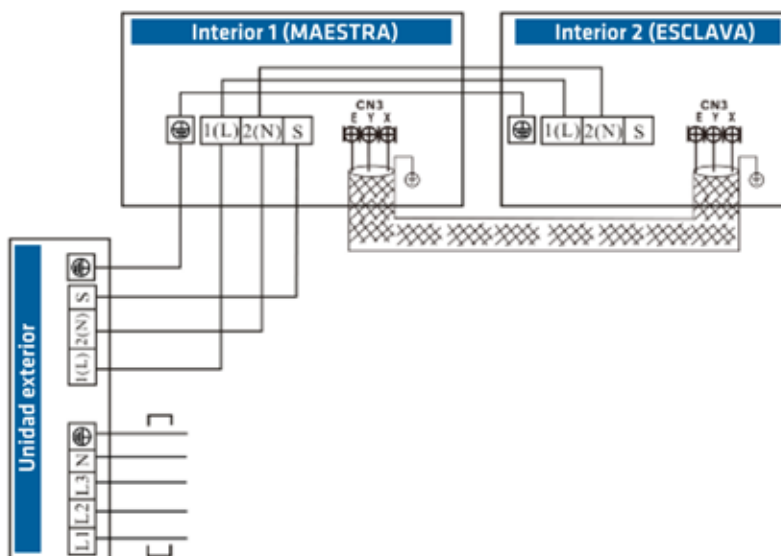 Interior 1 (MAESTRA)
Interior 2 (ESCLAVA)
CN3
E Y X
1(L) 2(N) S
CN3
E Y X
1(L) 2(N) S
Unidad exterior
S
2(N)
1(L)
N
L3
L2
L1